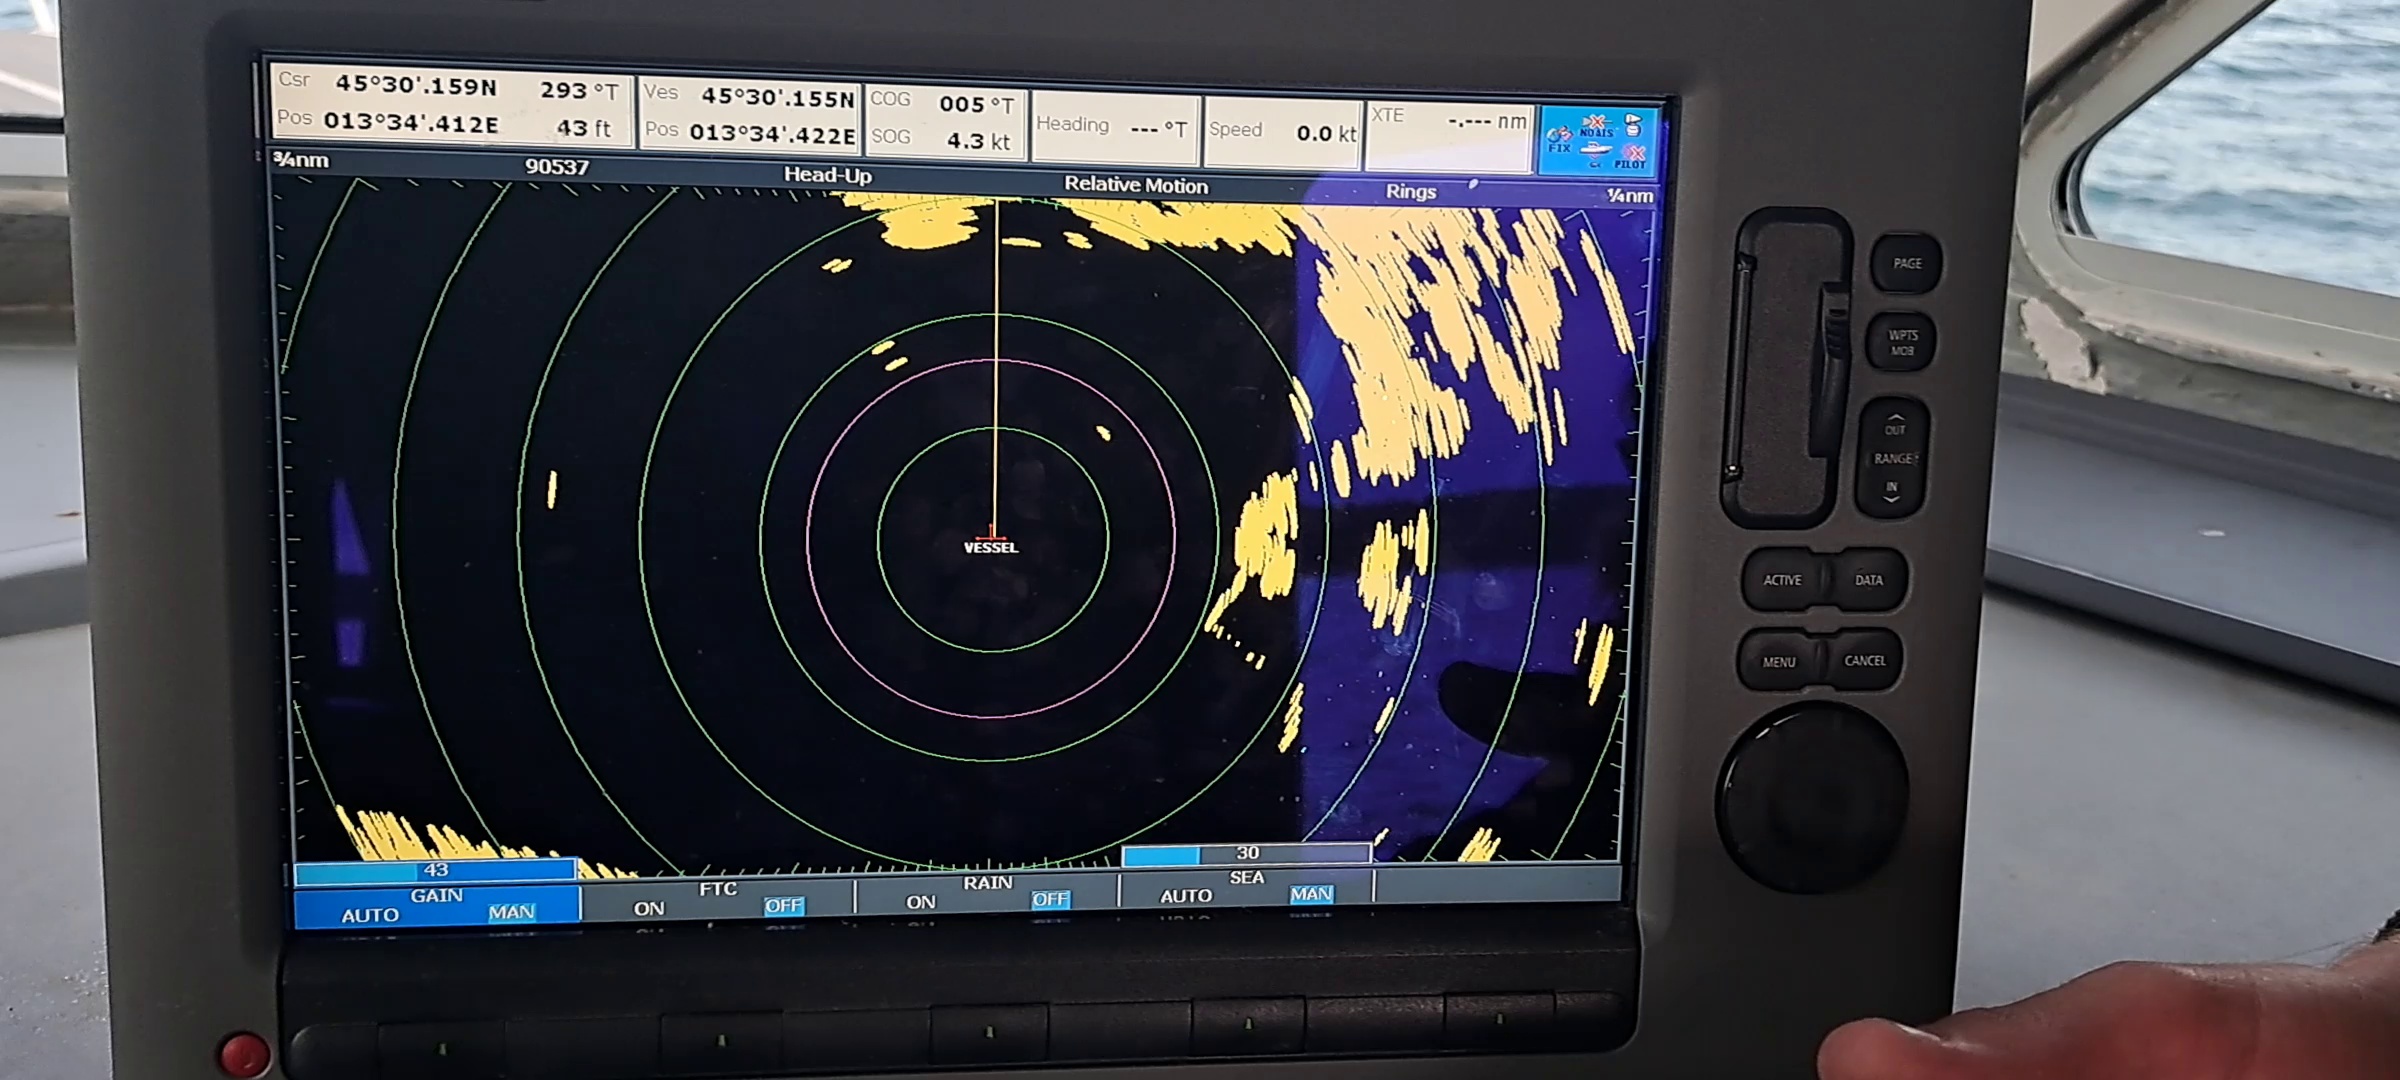 Csr 45°30'.159N 293 °T
Pos 013°34'.412E 43 ft
Ves 45°30'.155N
Pos 013°34'.422E
COG 005 °T
SOG 4.3 kt
Heading --- °T
Speed 0.0 kt
XTE -.--- nm
NO AIS
FIX
PILOT
¾nm 90537 Head-Up Relative Motion Rings ¼nm
VESSEL
43
GAIN
AUTO MAN
FTC
ON OFF
RAIN
ON OFF
30
SEA
AUTO MAN
PAGE
WPTS
MOB
OUT
RANGE
IN
ACTIVE
DATA
MENU
CANCEL